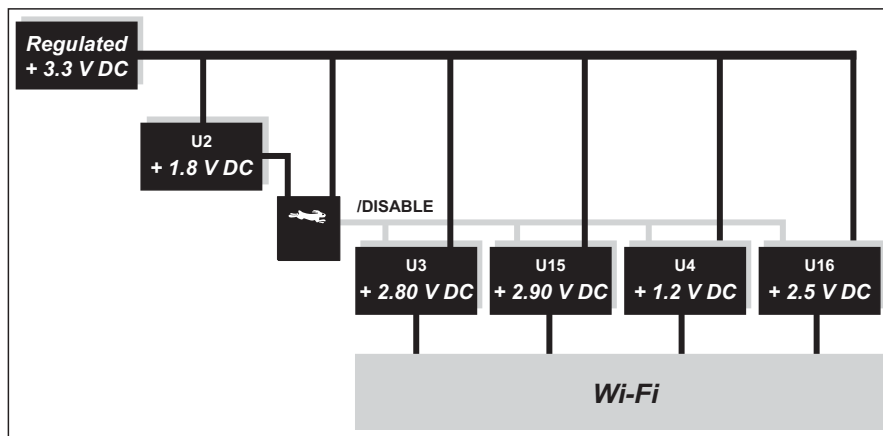 Regulated
+ 3.3 V DC
U2
+ 1.8 V DC
/DISABLE
U3
+ 2.80 V DC
U15
+ 2.90 V DC
U4
+ 1.2 V DC
U16
+ 2.5 V DC
Wi-Fi